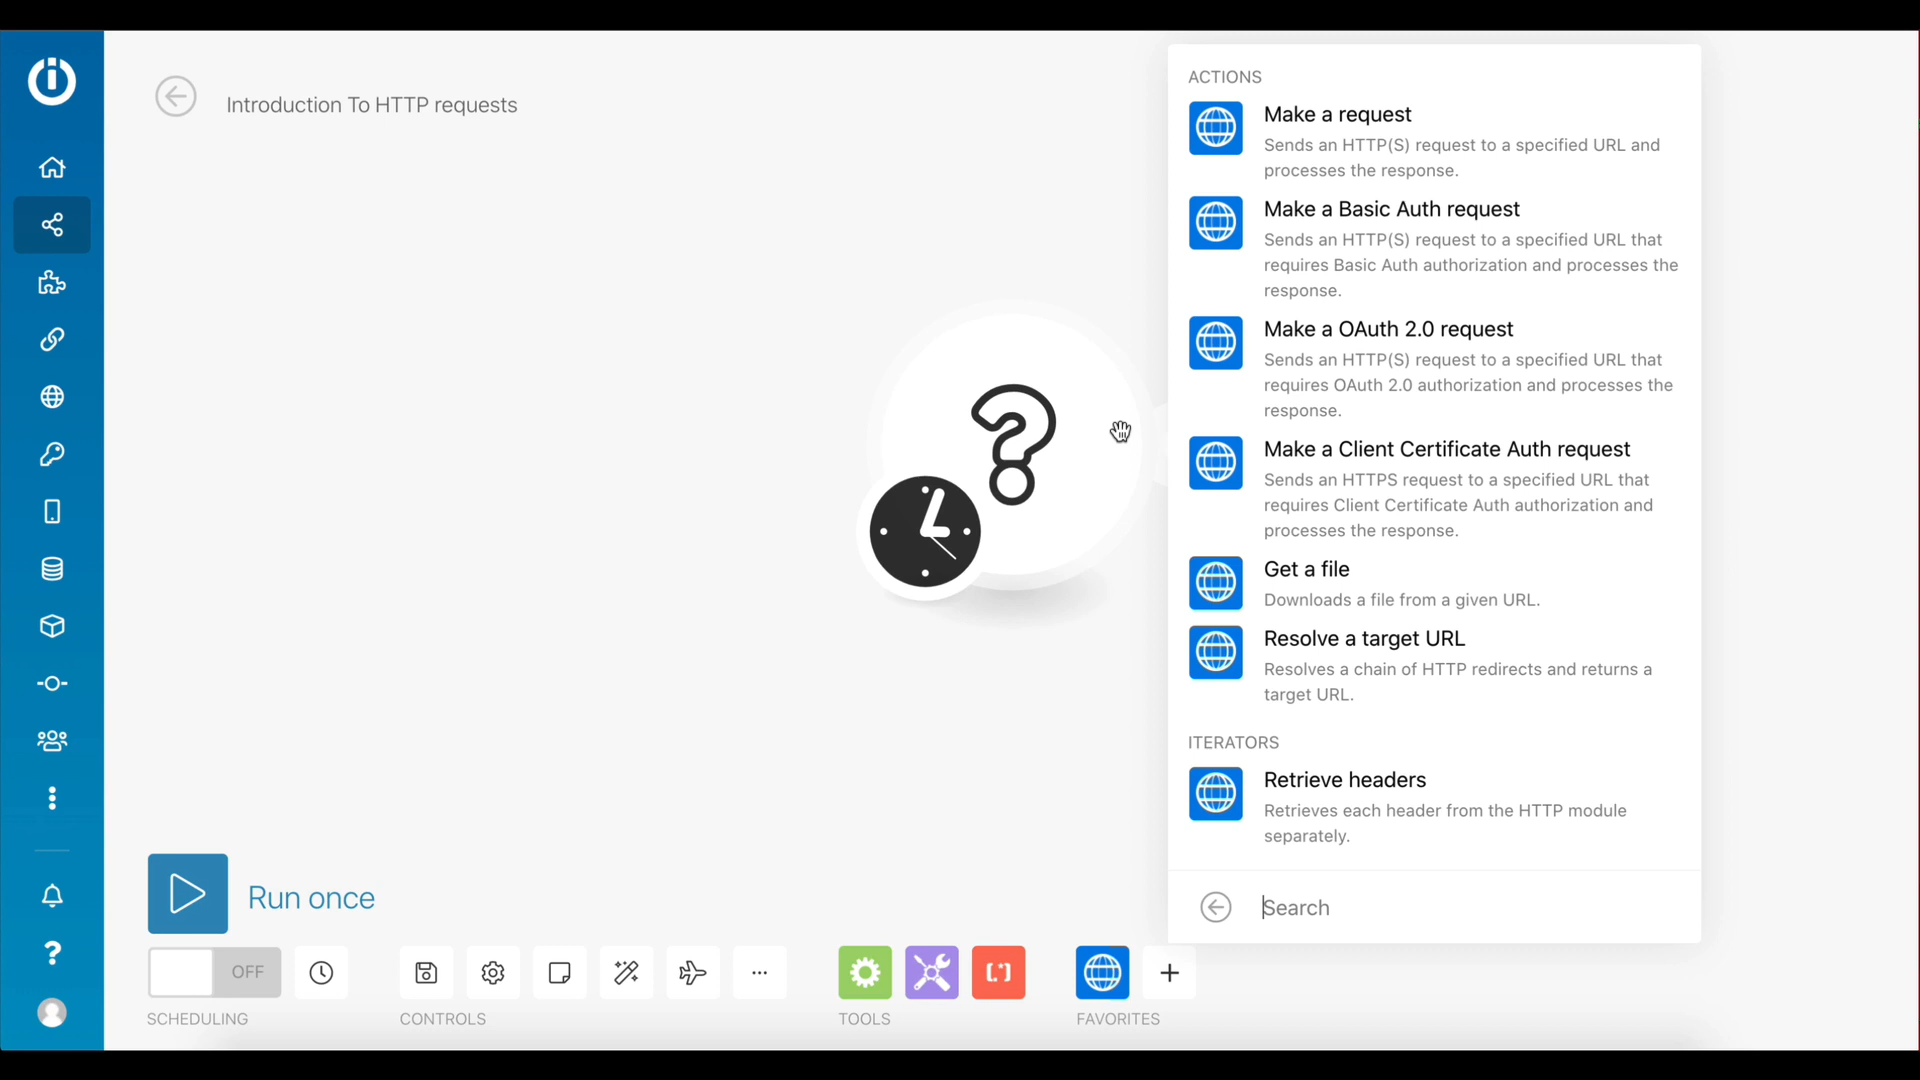 Introduction To HTTP requests
ACTIONS
Make a request
Sends an HTTP(S) request to a specified URL and
processes the response.
Make a Basic Auth request
Sends an HTTP(S) request to a specified URL that
requires Basic Auth authorization and processes the
response.
Make a OAuth 2.0 request
Sends an HTTP(S) request to a specified URL that
requires OAuth 2.0 authorization and processes the
response.
Make a Client Certificate Auth request
Sends an HTTPS request to a specified URL that
requires Client Certificate Auth authorization and
processes the response.
Get a file
Downloads a file from a given URL.
Resolve a target URL
Resolves a chain of HTTP redirects and returns a
target URL.
ITERATORS
Retrieve headers
Retrieves each header from the HTTP module
separately.
Search
Run once
OFF
SCHEDULING
CONTROLS
TOOLS
FAVORITES